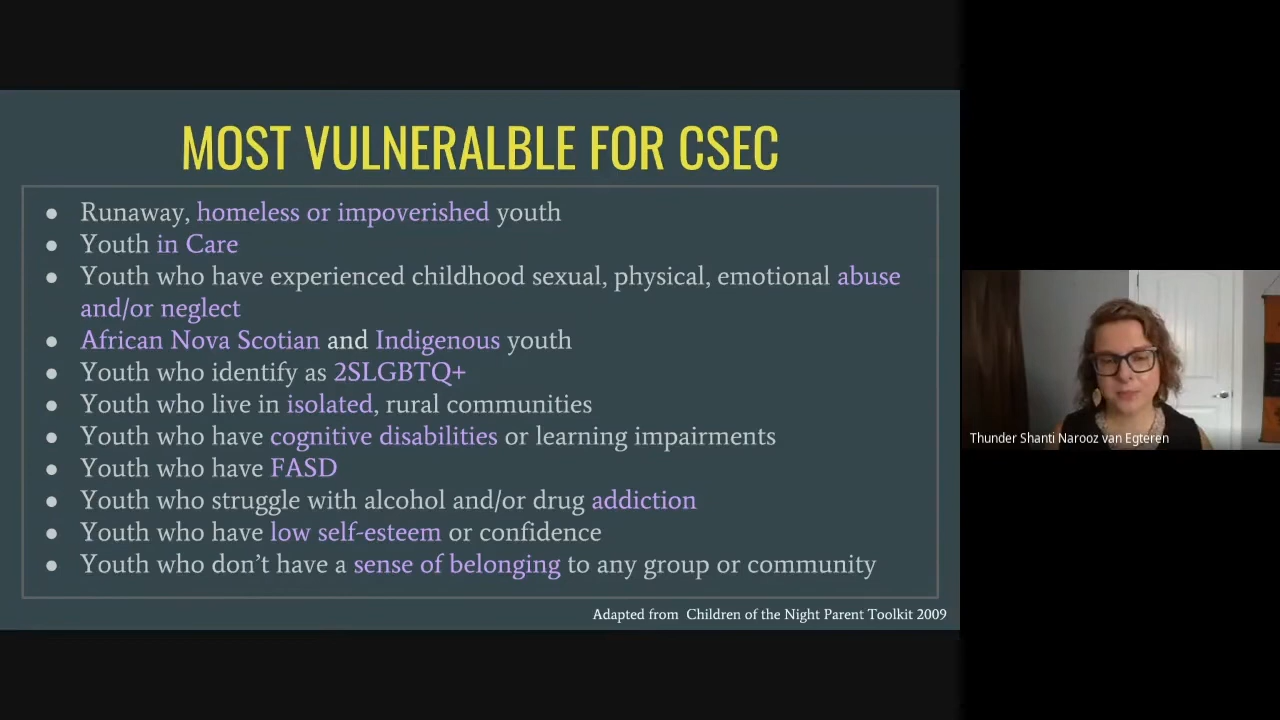 MOST VULNERALBLE FOR CSEC
● Runaway, homeless or impoverished youth
● Youth in Care
● Youth who have experienced childhood sexual, physical, emotional abuse
and/or neglect
● African Nova Scotian and Indigenous youth
● Youth who identify as 2SLGBTQ+
● Youth who live in isolated, rural communities
● Youth who have cognitive disabilities or learning impairments
● Youth who have FASD
● Youth who struggle with alcohol and/or drug addiction
● Youth who have low self-esteem or confidence
● Youth who don’t have a sense of belonging to any group or community
Adapted from Children of the Night Parent Toolkit 2009
Thunder Shanti Narooz van Egteren